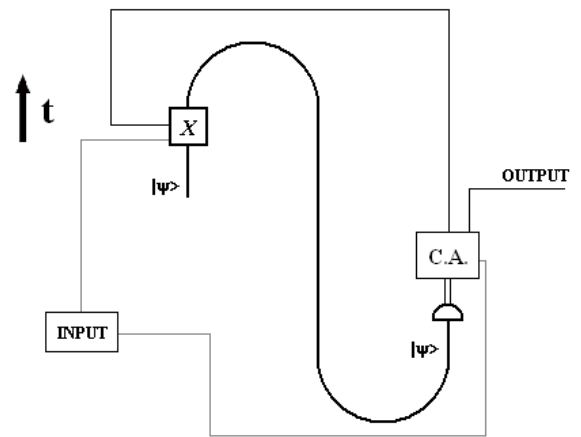 t
X
|ψ>
OUTPUT
C.A.
INPUT
|ψ>